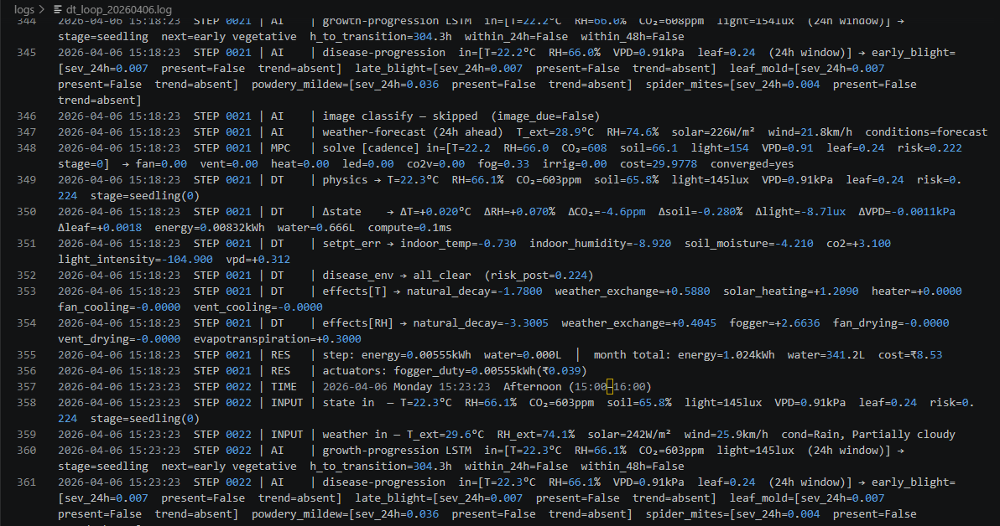 logs > dt_loop_20260406.log
344 2026-04-06 15:18:23 STEP 0021 | AI | growth-progression LSTM in=[T=22.2°C RH=66.0% CO₂=608ppm light=154lux (24h window)] →
stage=seedling next=early vegetative h_to_transition=304.3h within_24h=False within_48h=False
345 2026-04-06 15:18:23 STEP 0021 | AI | disease-progression in=[T=22.2°C RH=66.0% VPD=0.91kPa leaf=0.24 (24h window)] → early_blight=
[sev_24h=0.007 present=False trend=absent] late_blight=[sev_24h=0.007 present=False trend=absent] leaf_mold=[sev_24h=0.007
present=False trend=absent] powdery_mildew=[sev_24h=0.036 present=False trend=absent] spider_mites=[sev_24h=0.004 present=False
trend=absent]
346 2026-04-06 15:18:23 STEP 0021 | AI | image classify — skipped (image_due=False)
347 2026-04-06 15:18:23 STEP 0021 | AI | weather-forecast (24h ahead) T_ext=28.9°C RH=74.6% solar=226W/m² wind=21.8km/h conditions=forecast
348 2026-04-06 15:18:23 STEP 0021 | MPC | solve [cadence] in=[T=22.2 RH=66.0 CO₂=608 soil=66.1 light=154 VPD=0.91 leaf=0.24 risk=0.222
stage=0] → fan=0.00 vent=0.00 heat=0.00 led=0.00 co2v=0.00 fog=0.33 irrig=0.00 cost=29.9778 converged=yes
349 2026-04-06 15:18:23 STEP 0021 | DT | physics → T=22.3°C RH=66.1% CO₂=603ppm soil=65.8% light=145lux VPD=0.91kPa leaf=0.24 risk=0.
224 stage=seedling(0)
350 2026-04-06 15:18:23 STEP 0021 | DT | Δstate → ΔT=+0.020°C ΔRH=+0.070% ΔCO₂=-4.6ppm Δsoil=-0.280% Δlight=-8.7lux ΔVPD=-0.0011kPa
Δleaf=+0.0018 energy=0.00832kWh water=0.666L compute=0.1ms
351 2026-04-06 15:18:23 STEP 0021 | DT | setpt_err → indoor_temp=-0.730 indoor_humidity=-8.920 soil_moisture=-4.210 co2=+3.100
light_intensity=-104.900 vpd=+0.312
352 2026-04-06 15:18:23 STEP 0021 | DT | disease_env → all_clear (risk_post=0.224)
353 2026-04-06 15:18:23 STEP 0021 | DT | effects[T] → natural_decay=-1.7800 weather_exchange=+0.5880 solar_heating=+1.2090 heater=+0.0000
fan_cooling=-0.0000 vent_cooling=-0.0000
354 2026-04-06 15:18:23 STEP 0021 | DT | effects[RH] → natural_decay=-3.3005 weather_exchange=+0.4045 fogger=+2.6636 fan_drying=-0.0000
vent_drying=-0.0000 evapotranspiration=+0.3000
355 2026-04-06 15:18:23 STEP 0021 | RES | step: energy=0.00555kWh water=0.000L │ month total: energy=1.024kWh water=341.2L cost=₹8.53
356 2026-04-06 15:18:23 STEP 0021 | RES | actuators: fogger_duty=0.00555kWh(₹0.039)
357 2026-04-06 15:23:23 STEP 0022 | TIME | 2026-04-06 Monday 15:23:23 Afternoon (15:00–16:00)
358 2026-04-06 15:23:23 STEP 0022 | INPUT | state in — T=22.3°C RH=66.1% CO₂=603ppm soil=65.8% light=145lux VPD=0.91kPa leaf=0.24 risk=0.
224 stage=seedling(0)
359 2026-04-06 15:23:23 STEP 0022 | INPUT | weather in — T_ext=29.6°C RH_ext=74.1% solar=242W/m² wind=25.9km/h cond=Rain, Partially cloudy
360 2026-04-06 15:23:23 STEP 0022 | AI | growth-progression LSTM in=[T=22.3°C RH=66.1% CO₂=603ppm light=145lux (24h window)] →
stage=seedling next=early vegetative h_to_transition=304.3h within_24h=False within_48h=False
361 2026-04-06 15:23:23 STEP 0022 | AI | disease-progression in=[T=22.3°C RH=66.1% VPD=0.91kPa leaf=0.24 (24h window)] → early_blight=
[sev_24h=0.007 present=False trend=absent] late_blight=[sev_24h=0.007 present=False trend=absent] leaf_mold=[sev_24h=0.007
present=False trend=absent] powdery_mildew=[sev_24h=0.036 present=False trend=absent] spider_mites=[sev_24h=0.004 present=False